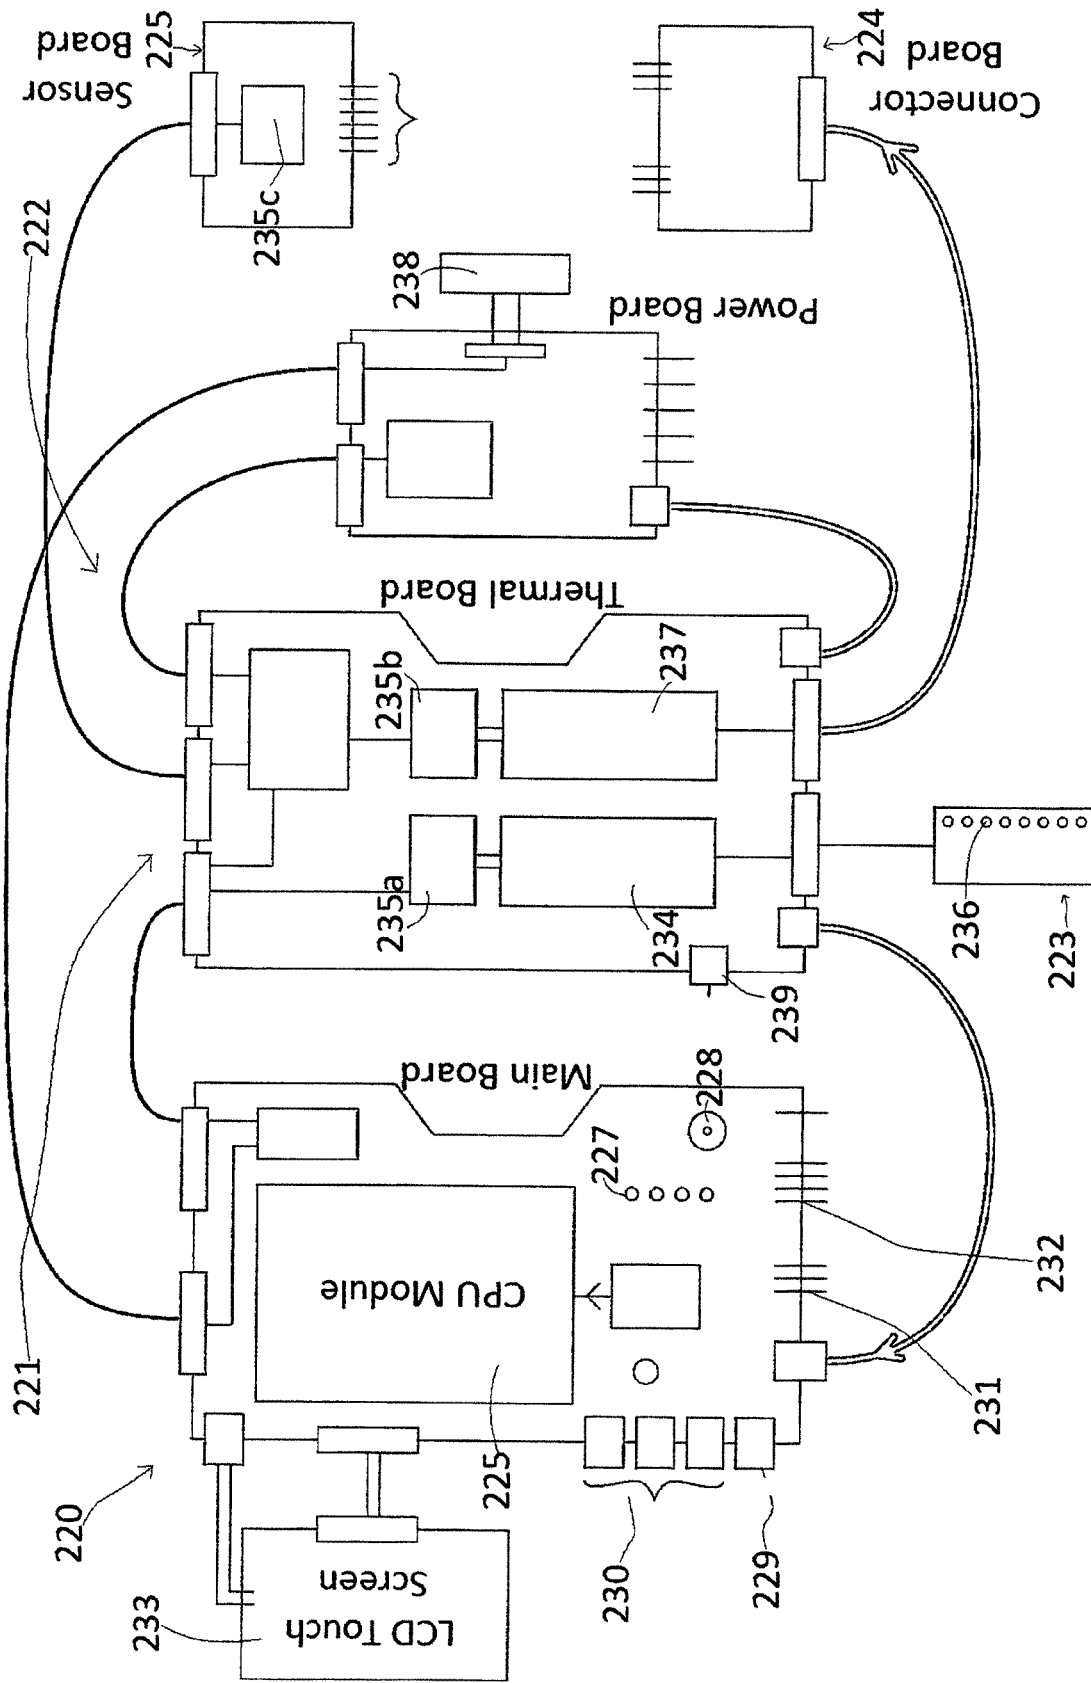 Sensor
Board
225
235c
222
238
Power Board
Connector
Board
224
Thermal Board
235b
237
235a
234
239
236
223
221
Main Board
228
227
CPU Module
225
232
231
220
233
LCD Touch
Screen
230
229